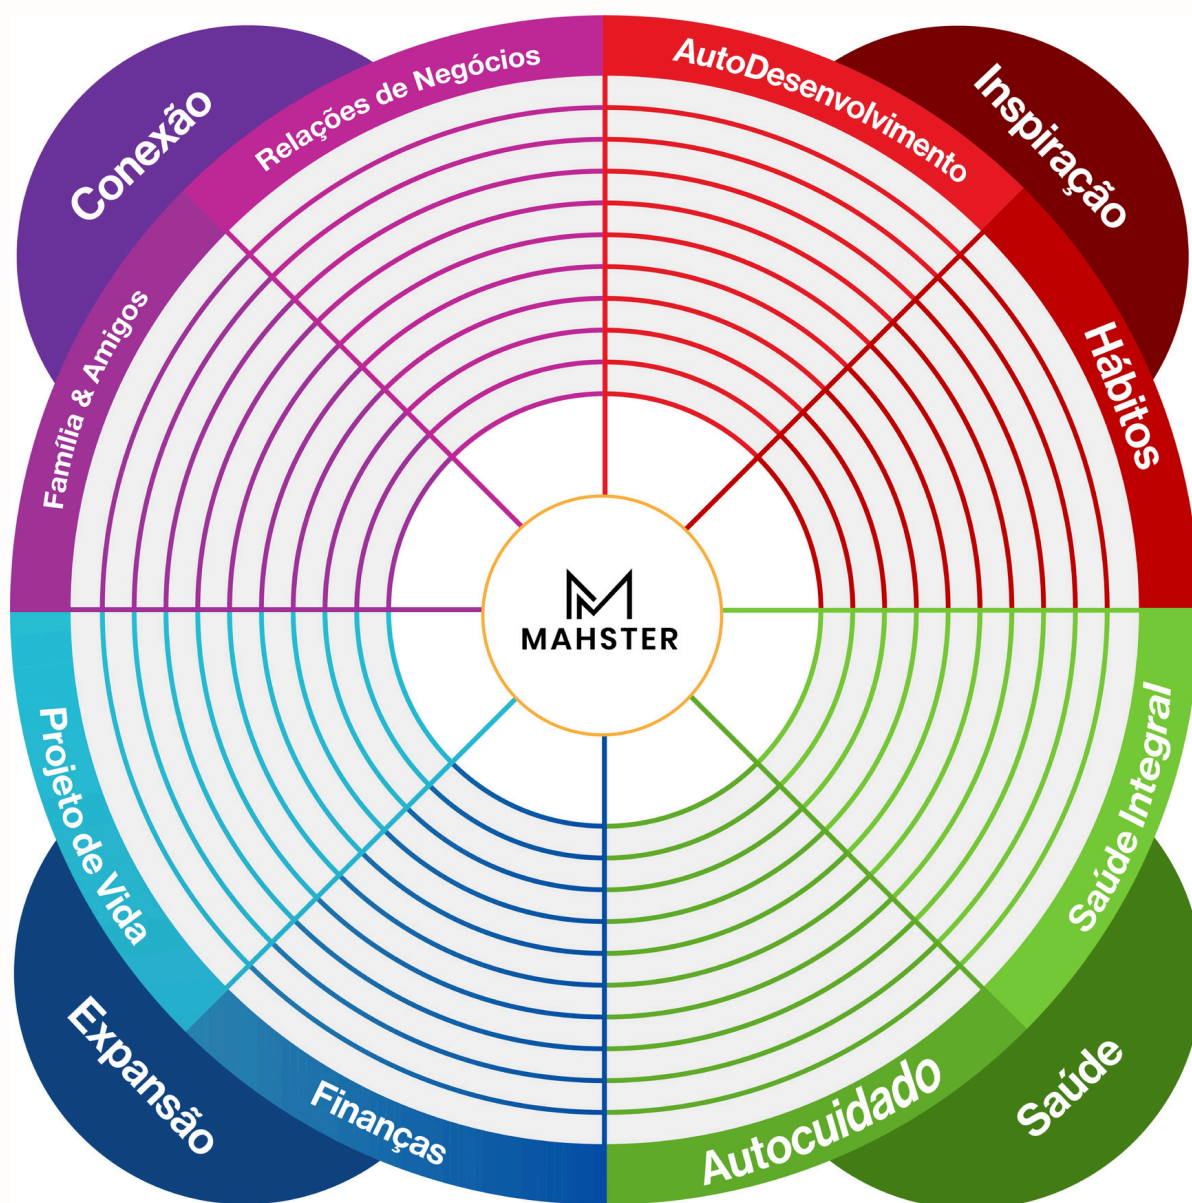 Conexão
Relações de Negócios
AutoDesenvolvimento
Inspiração
Família & Amigos
Hábitos
MAHSTER
Projeto de Vida
Saúde Integral
Expansão
Finanças
Autocuidado
Saúde